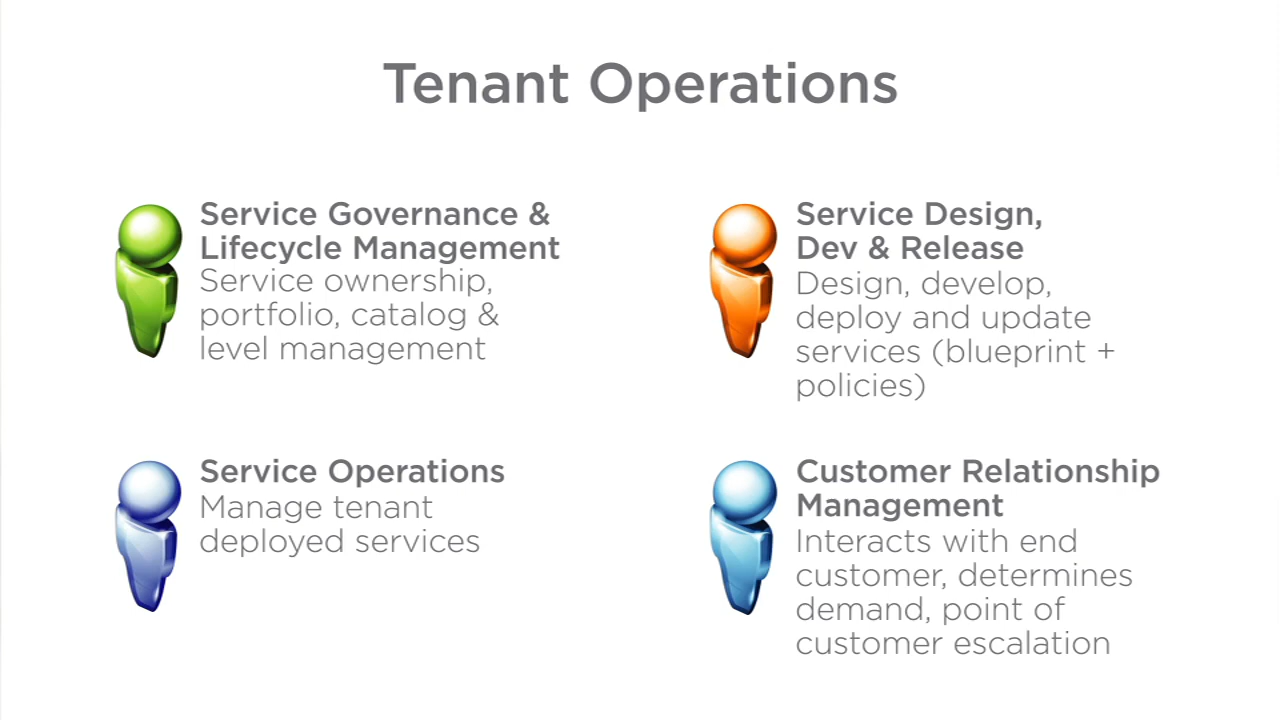 Tenant Operations
Service Governance &
Lifecycle Management
Service ownership,
portfolio, catalog &
level management
Service Design,
Dev & Release
Design, develop,
deploy and update
services (blueprint +
policies)
Service Operations
Manage tenant
deployed services
Customer Relationship
Management
Interacts with end
customer, determines
demand, point of
customer escalation